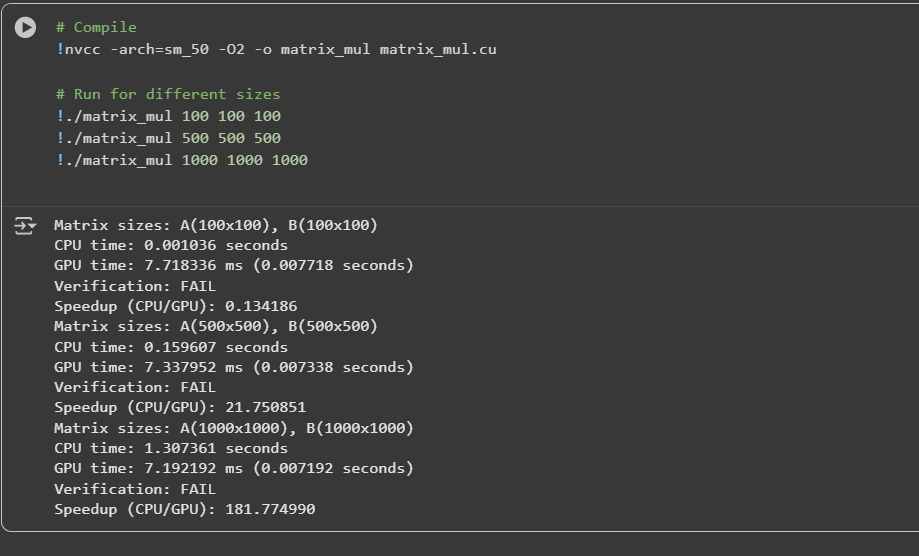 # Compile
!nvcc -arch=sm_50 -O2 -o matrix_mul matrix_mul.cu
# Run for different sizes
!./matrix_mul 100 100 100
!./matrix_mul 500 500 500
!./matrix_mul 1000 1000 1000
Matrix sizes: A(100x100), B(100x100)
CPU time: 0.001036 seconds
GPU time: 7.718336 ms (0.007718 seconds)
Verification: FAIL
Speedup (CPU/GPU): 0.134186
Matrix sizes: A(500x500), B(500x500)
CPU time: 0.159607 seconds
GPU time: 7.337952 ms (0.007338 seconds)
Verification: FAIL
Speedup (CPU/GPU): 21.750851
Matrix sizes: A(1000x1000), B(1000x1000)
CPU time: 1.307361 seconds
GPU time: 7.192192 ms (0.007192 seconds)
Verification: FAIL
Speedup (CPU/GPU): 181.774990